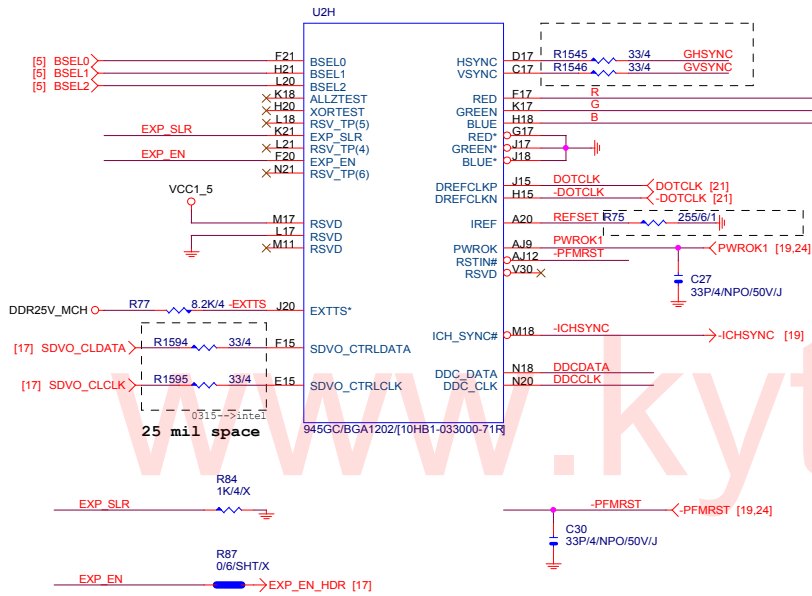 U2H
[5] BSEL0 F21 BSEL0 HSYNC D17 R1545 33/4 GHSYNC
[5] BSEL1 H21 BSEL1 VSYNC C17 R1546 33/4 GVSYNC
[5] BSEL2 L20 BSEL2
K18 ALLZTEST RED F17 R
H20 XORTEST GREEN K17 G
L18 RSV_TP(5) BLUE H18 B
EXP_SLR K21 EXP_SLR RED* G17
L21 RSV_TP(4) GREEN* J17
EXP_EN F20 EXP_EN BLUE* J18
N21 RSV_TP(6)
DREFCLKP J15 DOTCLK DOTCLK [21]
VCC1_5 DREFCLKN H15 -DOTCLK -DOTCLK [21]
M17 RSVD IREF A20 REFSET R75 255/6/1
L17 RSVD
M11 RSVD PWROK AJ9 PWROK1 PWROK1 [19,24]
RSTIN# AJ12 -PFMRST
RSVD V30
C27
33P/4/NPO/50V/J
DDR25V_MCH R77 8.2K/4 -EXTTS J20 EXTTS*
ICH_SYNC# M18 -ICHSYNC -ICHSYNC [19]
[17] SDVO_CLDATA R1594 33/4 F15 SDVO_CTRLDATA
DDC_DATA N18 DDCDATA
[17] SDVO_CLCLK R1595 33/4 E15 SDVO_CTRLCLK DDC_CLK N20 DDCCLK
0315-->intel
25 mil space
945GC/BGA1202/[10HB1-033000-71R]
www.kyt
R84
1K/4/X
EXP_SLR
-PFMRST -PFMRST [19,24]
C30
33P/4/NPO/50V/J
R87
0/6/SHT/X
EXP_EN EXP_EN_HDR [17]